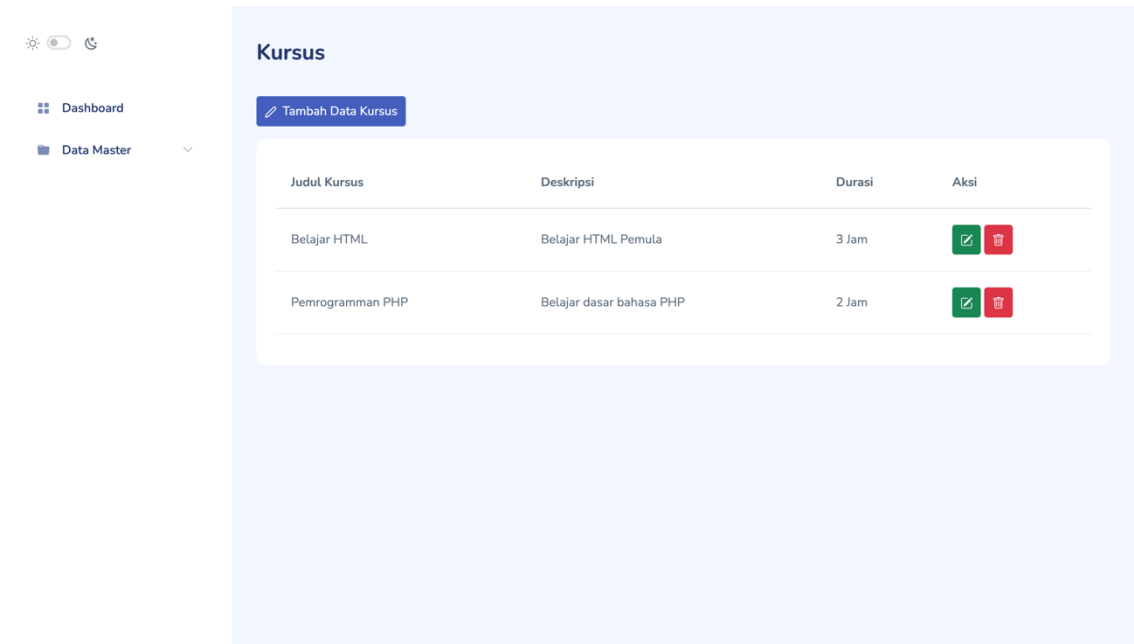 Dashboard
Data Master
Kursus
Tambah Data Kursus
Judul Kursus Deskripsi Durasi Aksi
Belajar HTML Belajar HTML Pemula 3 Jam
Pemrogramman PHP Belajar dasar bahasa PHP 2 Jam